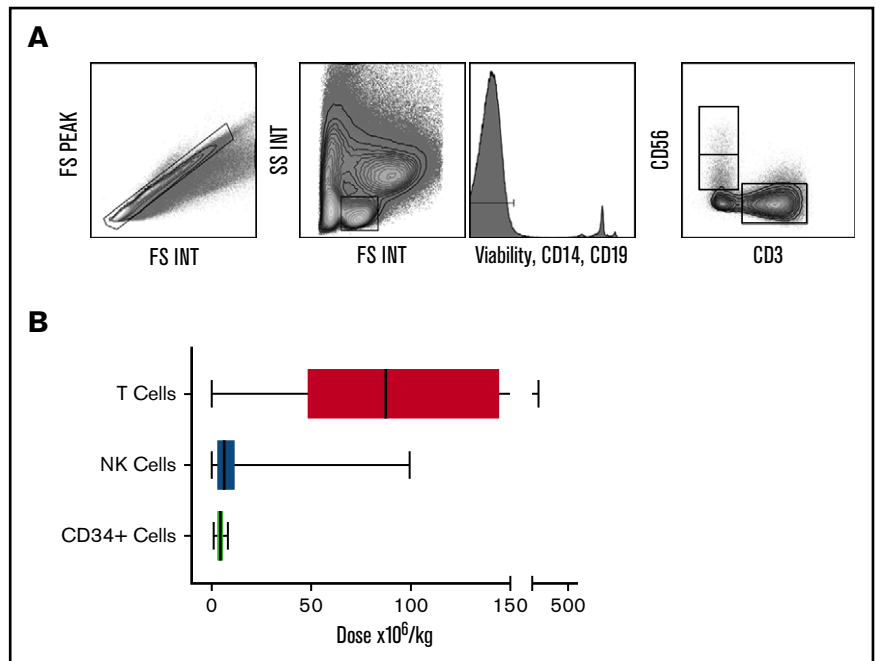 A
FS PEAK
FS INT
SS INT
FS INT
Viability, CD14, CD19
CD56
CD3
B
T Cells
NK Cells
CD34+ Cells
0 50 100 150 500
Dose x10⁶/kg